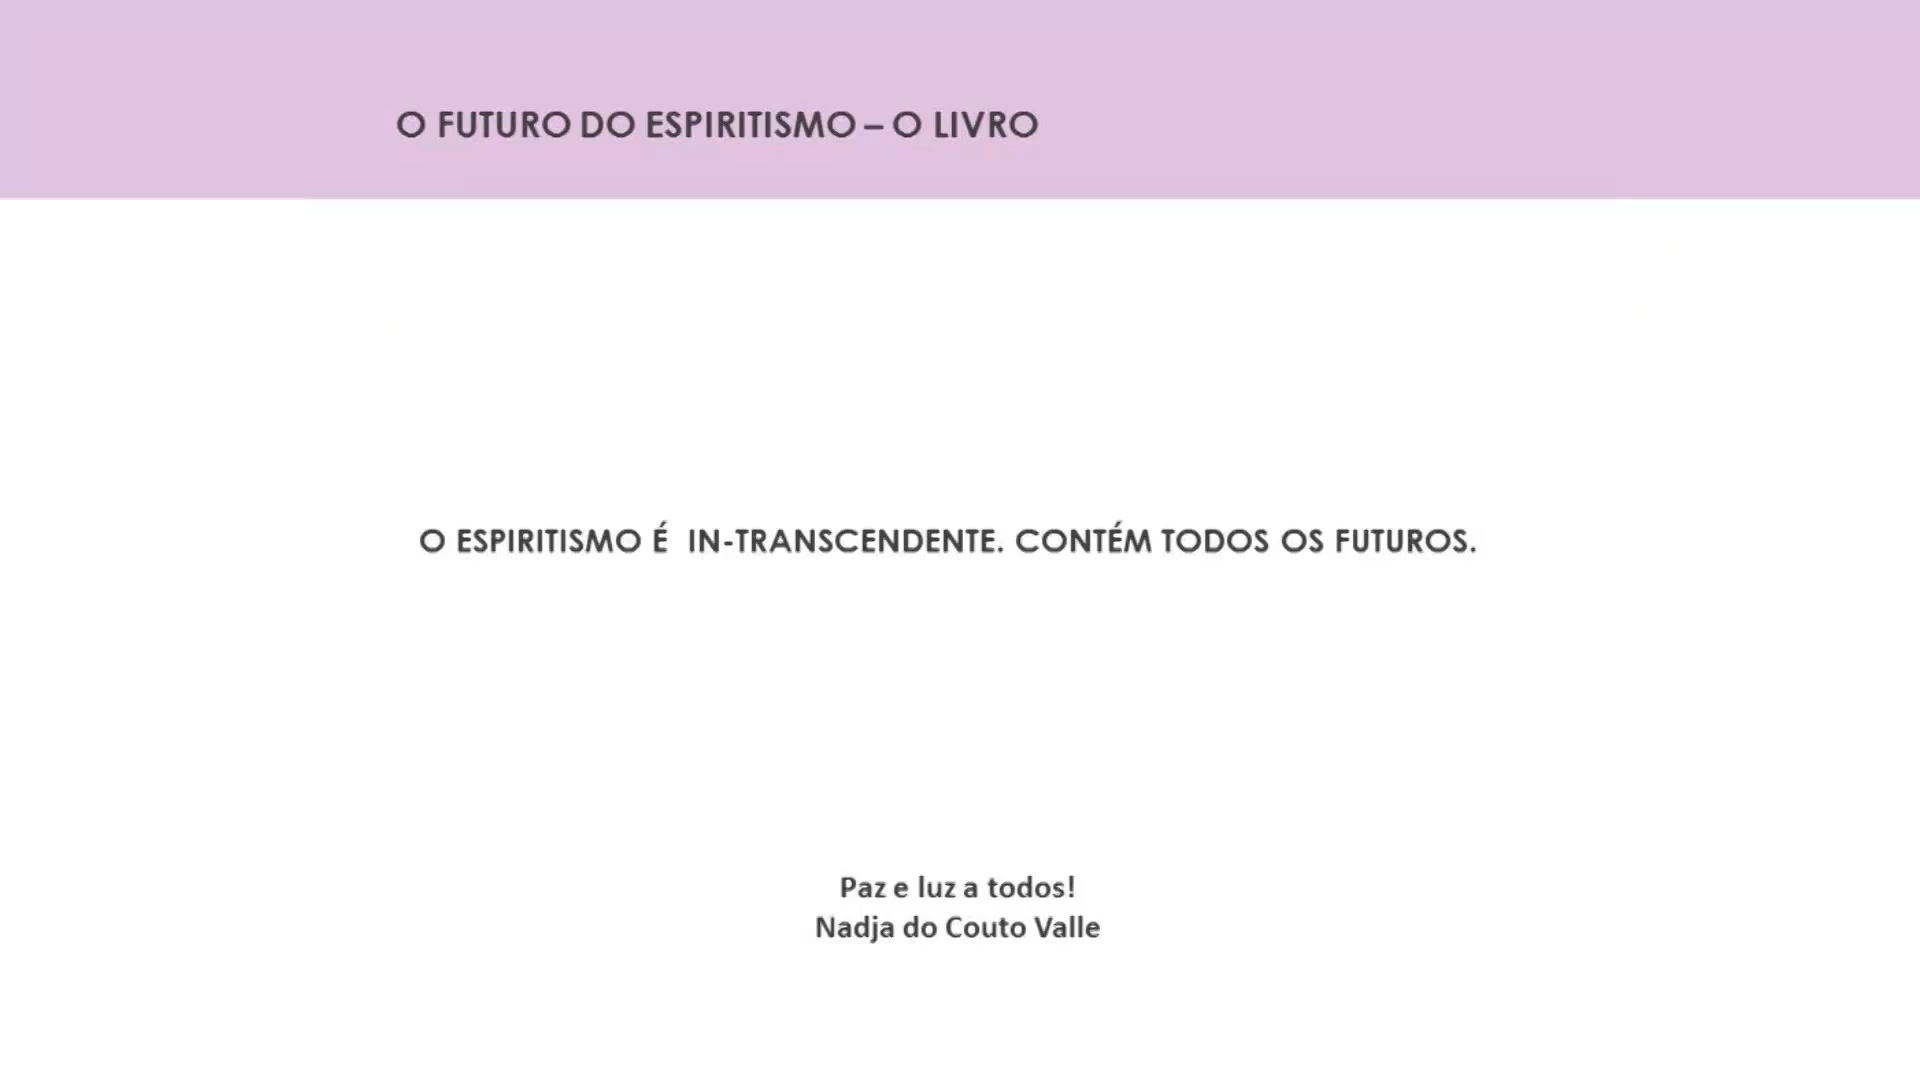 O FUTURO DO ESPIRITISMO – O LIVRO
O ESPIRITISMO É IN-TRANSCENDENTE. CONTÉM TODOS OS FUTUROS.
Paz e luz a todos!
Nadja do Couto Valle